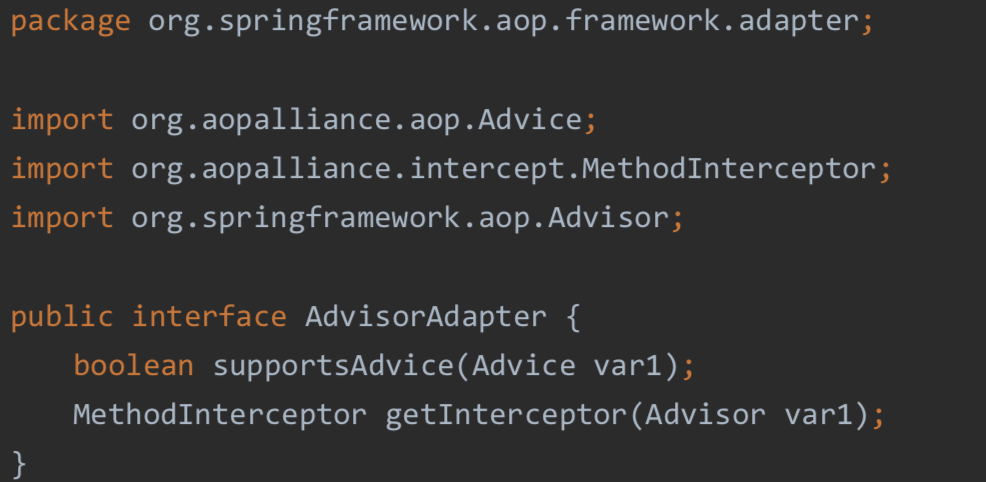 package org.springframework.aop.framework.adapter;
import org.aopalliance.aop.Advice;
import org.aopalliance.intercept.MethodInterceptor;
import org.springframework.aop.Advisor;
public interface AdvisorAdapter {
    boolean supportsAdvice(Advice var1);
    MethodInterceptor getInterceptor(Advisor var1);
}